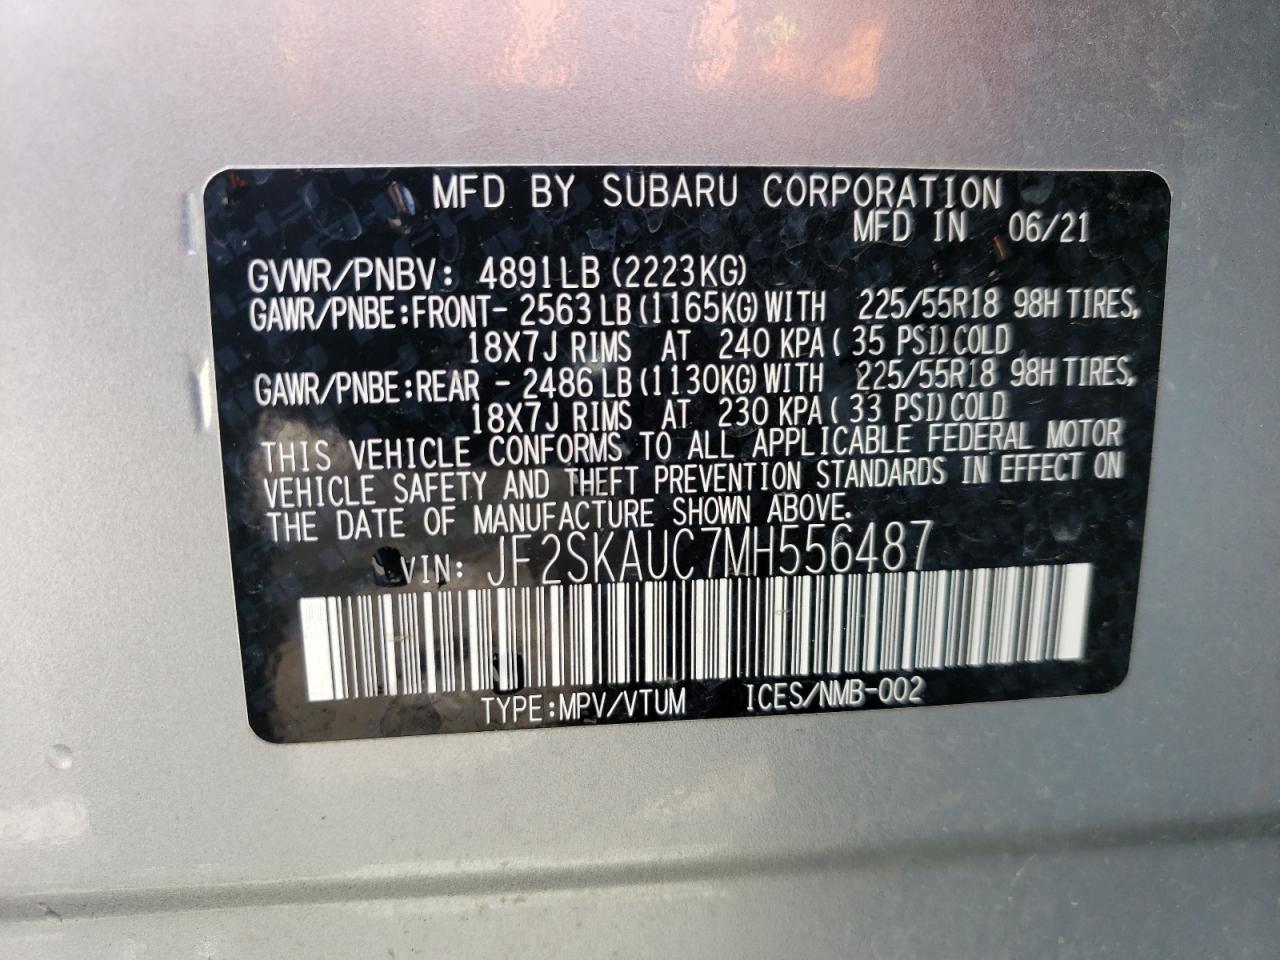 MFD BY SUBARU CORPORATION
MFD IN 06/21
GVWR/PNBV: 4891LB (2223KG)
GAWR/PNBE:FRONT- 2563 LB (1165KG) WITH 225/55R18 98H TIRES,
18X7J RIMS AT 240 KPA ( 35 PSI) COLD
GAWR/PNBE:REAR - 2486 LB (1130KG) WITH 225/55R18 98H TIRES,
18X7J RIMS AT 230 KPA ( 33 PSI) COLD
THIS VEHICLE CONFORMS TO ALL APPLICABLE FEDERAL MOTOR
VEHICLE SAFETY AND THEFT PREVENTION STANDARDS IN EFFECT ON
THE DATE OF MANUFACTURE SHOWN ABOVE.
VIN: JF2SKAUC7MH556487
TYPE:MPV/VTUM ICES/NMB-002